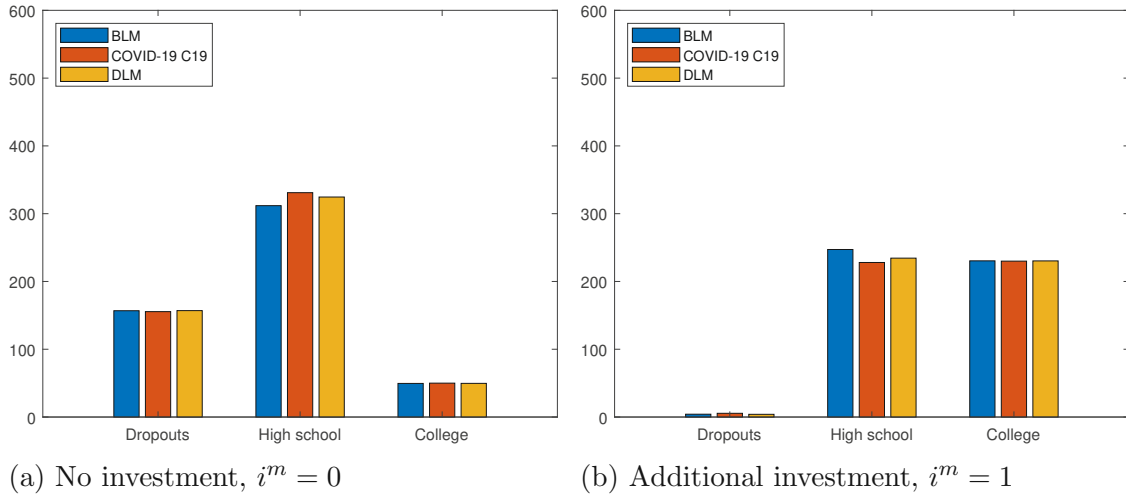 600
500
400
300
200
100
0
BLM
COVID-19 C19
DLM
Dropouts
High school
College
(a) No investment, i^m = 0
600
500
400
300
200
100
0
BLM
COVID-19 C19
DLM
Dropouts
High school
College
(b) Additional investment, i^m = 1